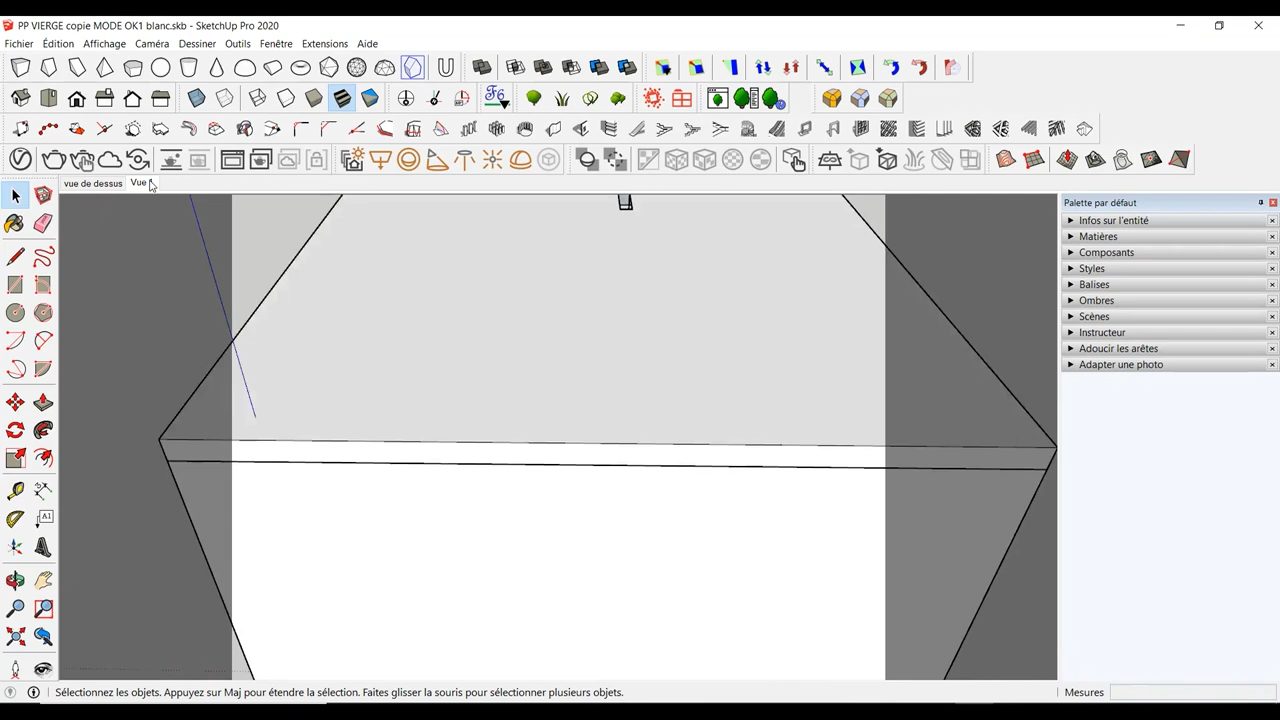 PP VIERGE copie MODE OK1 blanc.skb - SketchUp Pro 2020
Fichier Édition Affichage Caméra Dessiner Outils Fenêtre Extensions Aide
F6
vue de dessus Vue
Palette par défaut
Infos sur l'entité
Matières
Composants
Styles
Balises
Ombres
Scènes
Instructeur
Adoucir les arêtes
Adapter une photo
A1
Sélectionnez les objets. Appuyez sur Maj pour étendre la sélection. Faites glisser la souris pour sélectionner plusieurs objets.
Mesures